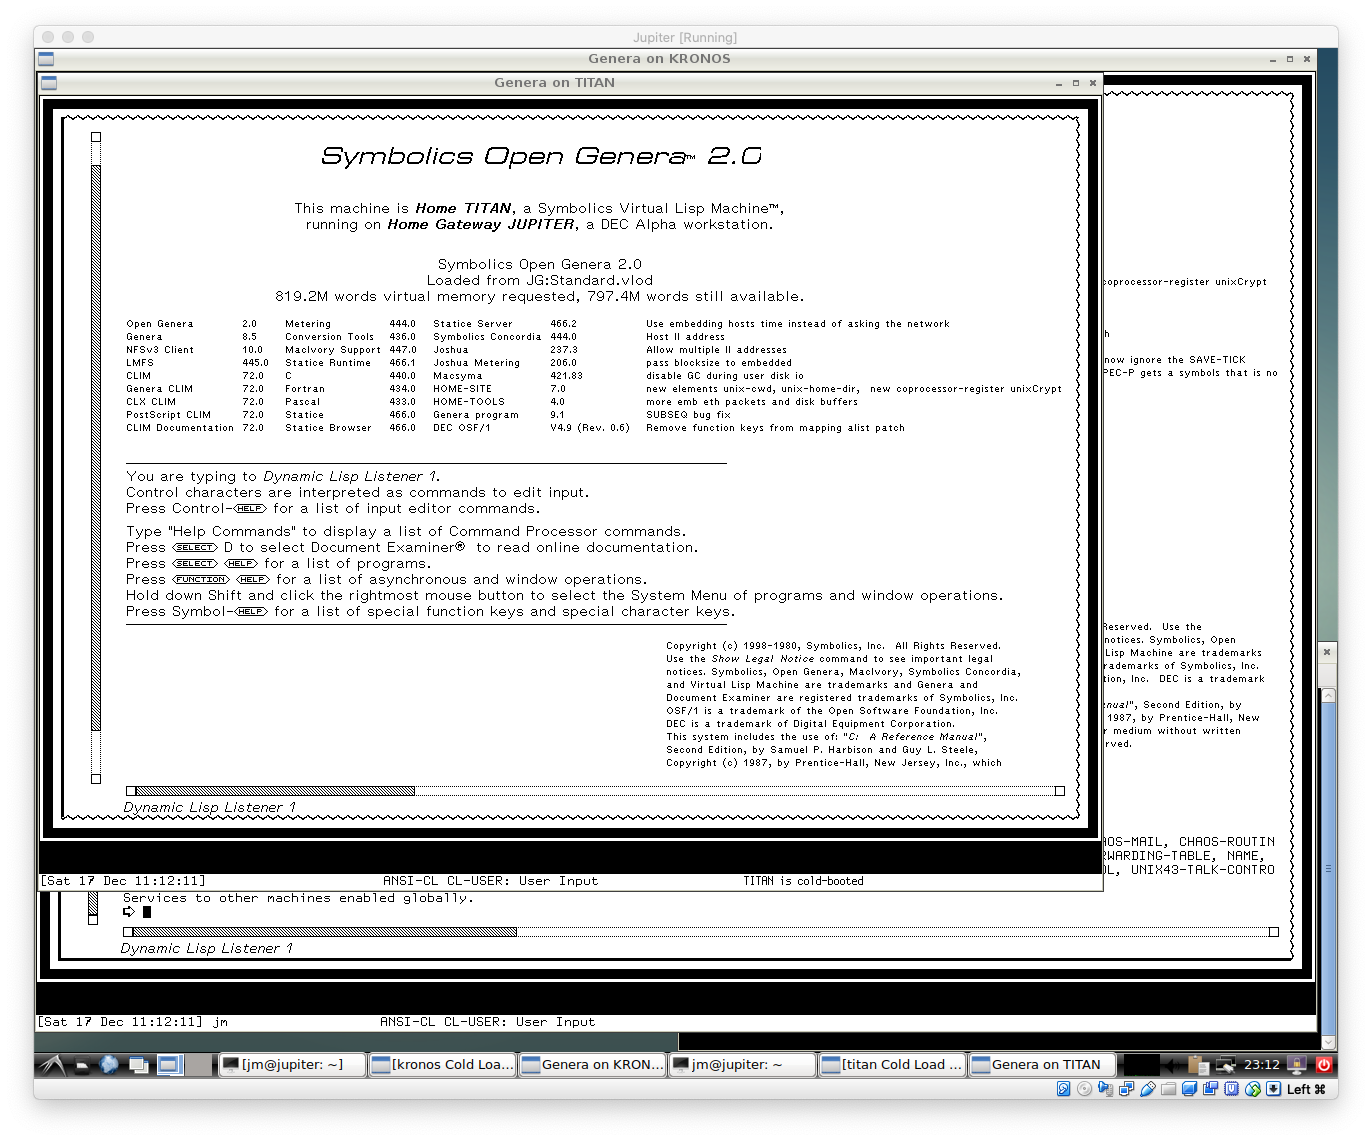 Jupiter [Running]
Genera on KRONOS
Genera on TITAN
Symbolics Open Genera™ 2.0
This machine is Home TITAN, a Symbolics Virtual Lisp Machine™,
running on Home Gateway JUPITER, a DEC Alpha workstation.
Symbolics Open Genera 2.0
Loaded from JG:Standard.vlod
819.2M words virtual memory requested, 797.4M words still available.
Open Genera 2.0 Metering 444.0 Statice Server 466.2 Use embedding hosts time instead of asking the network
Genera 8.5 Conversion Tools 436.0 Symbolics Concordia 444.0 Host II address
NFSv3 Client 10.0 MacIvory Support 447.0 Joshua 237.3 Allow multiple II addresses
LMFS 445.0 Statice Runtime 466.1 Joshua Metering 206.0 pass blocksize to embedded
CLIM 72.0 C 440.0 Macsyma 421.83 disable GC during user disk io
Genera CLIM 72.0 Fortran 434.0 HOME-SITE 7.0 new elements unix-cwd, unix-home-dir, new coprocessor-register unixCrypt
CLX CLIM 72.0 Pascal 433.0 HOME-TOOLS 4.0 more emb eth packets and disk buffers
PostScript CLIM 72.0 Statice 466.0 Genera program 9.1 SUBSEQ bug fix
CLIM Documentation 72.0 Statice Browser 466.0 DEC OSF/1 V4.9 (Rev. 0.6) Remove function keys from mapping alist patch
You are typing to Dynamic Lisp Listener 1.
Control characters are interpreted as commands to edit input.
Press Control-HELP for a list of input editor commands.
Type "Help Commands" to display a list of Command Processor commands.
Press SELECT D to select Document Examiner® to read online documentation.
Press SELECT HELP for a list of programs.
Press FUNCTION HELP for a list of asynchronous and window operations.
Hold down Shift and click the rightmost mouse button to select the System Menu of programs and window operations.
Press Symbol-HELP for a list of special function keys and special character keys.
Copyright (c) 1998-1980, Symbolics, Inc. All Rights Reserved.
Use the Show Legal Notice command to see important legal
notices. Symbolics, Open Genera, MacIvory, Symbolics Concordia,
and Virtual Lisp Machine are trademarks and Genera and
Document Examiner are registered trademarks of Symbolics, Inc.
OSF/1 is a trademark of the Open Software Foundation, Inc.
DEC is a trademark of Digital Equipment Corporation.
This system includes the use of: "C: A Reference Manual",
Second Edition, by Samuel P. Harbison and Guy L. Steele,
Copyright (c) 1987, by Prentice-Hall, New Jersey, Inc., which
Dynamic Lisp Listener 1
[Sat 17 Dec 11:12:11] ANSI-CL CL-USER: User Input TITAN is cold-booted
coprocessor-register unixCrypt
h
now ignore the SAVE-TICK
PEC-P gets a symbols that is no
Reserved. Use the
notices. Symbolics, Open
Lisp Machine are trademarks
rademarks of Symbolics, Inc.
tion, Inc. DEC is a trademark
nual", Second Edition, by
1987, by Prentice-Hall, New
r medium without written
rved.
AOS-MAIL, CHAOS-ROUTIN
RWARDING-TABLE, NAME,
OL, UNIX43-TALK-CONTRO
Services to other machines enabled globally.
Dynamic Lisp Listener 1
[Sat 17 Dec 11:12:11] jm ANSI-CL CL-USER: User Input
[jm@jupiter: ~] [kronos Cold Loa... Genera on KRON... jm@jupiter: ~ [titan Cold Load ... Genera on TITAN 23:12
Left ⌘